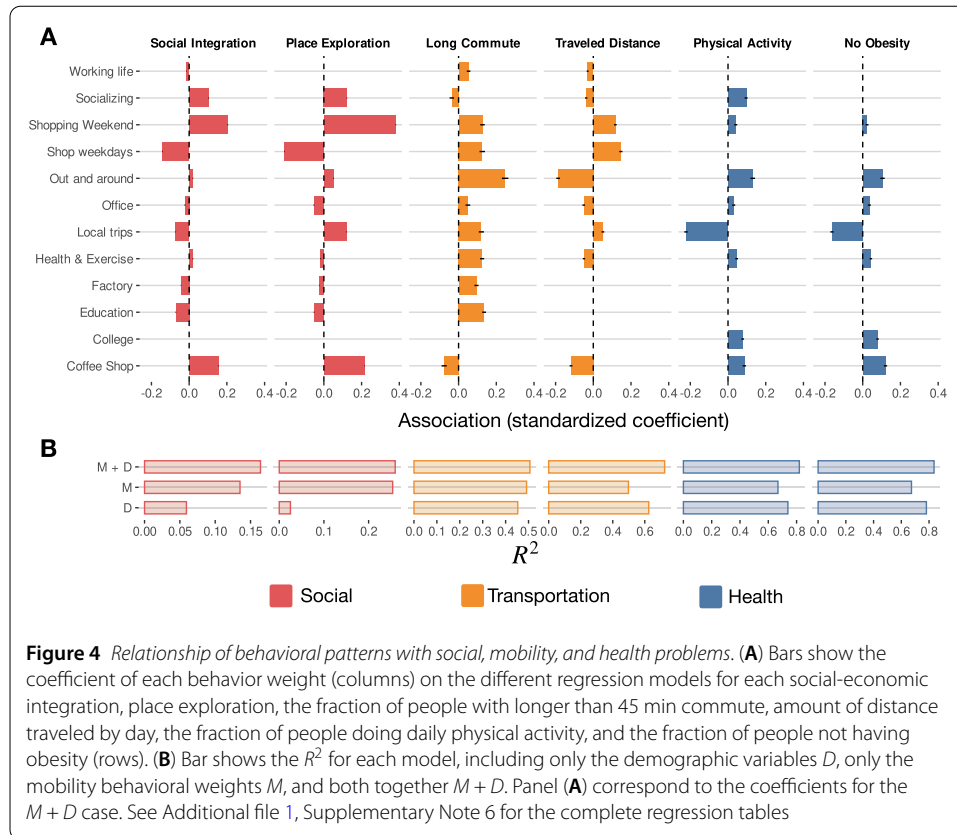 A
Social Integration Place Exploration Long Commute Traveled Distance Physical Activity No Obesity
Working life
Socializing
Shopping Weekend
Shop weekdays
Out and around
Office
Local trips
Health & Exercise
Factory
Education
College
Coffee Shop
-0.2 0.0 0.2 0.4 -0.2 0.0 0.2 0.4 -0.2 0.0 0.2 0.4 -0.2 0.0 0.2 0.4 -0.2 0.0 0.2 0.4 -0.2 0.0 0.2 0.4
Association (standardized coefficient)
B
M + D
M
D
0.00 0.05 0.10 0.15 0.0 0.1 0.2 0.0 0.1 0.2 0.3 0.4 0.5 0.0 0.2 0.4 0.6 0.0 0.2 0.4 0.6 0.8 0.0 0.2 0.4 0.6 0.8
R²
Social Transportation Health
Figure 4 Relationship of behavioral patterns with social, mobility, and health problems. (A) Bars show the
coefficient of each behavior weight (columns) on the different regression models for each social-economic
integration, place exploration, the fraction of people with longer than 45 min commute, amount of distance
traveled by day, the fraction of people doing daily physical activity, and the fraction of people not having
obesity (rows). (B) Bar shows the R² for each model, including only the demographic variables D, only the
mobility behavioral weights M, and both together M + D. Panel (A) correspond to the coefficients for the
M + D case. See Additional file 1, Supplementary Note 6 for the complete regression tables